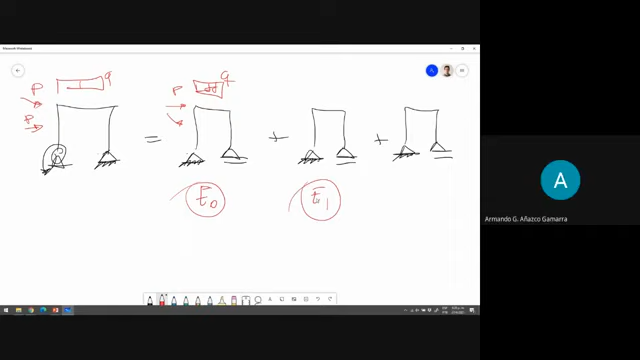 Microsoft Whiteboard
P q
P
=
P q
+
+
E₀
E₁
A
Armando G. Añazco Gamarra